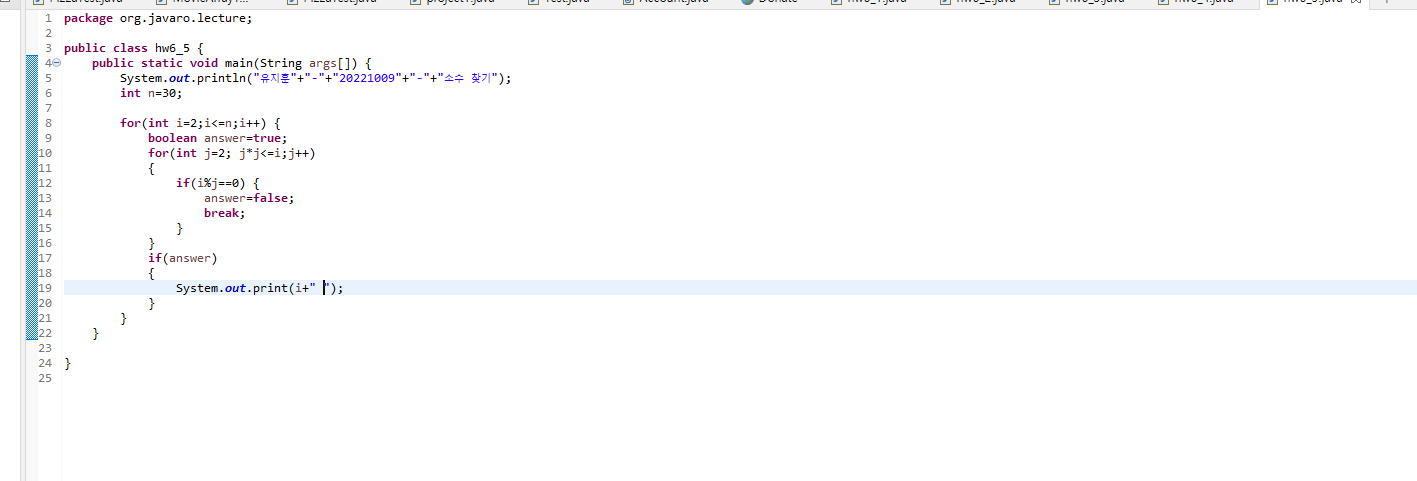 1 package org.javaro.lecture;
2
3 public class hw6_5 {
4 public static void main(String args[]) {
5 System.out.println("유지훈"+"-"+"20221009"+"-"+"소수 찾기");
6 int n=30;
7
8 for(int i=2;i<=n;i++) {
9 boolean answer=true;
10 for(int j=2; j*j<=i;j++)
11 {
12 if(i%j==0) {
13 answer=false;
14 break;
15 }
16 }
17 if(answer)
18 {
19 System.out.print(i+" ");
20 }
21 }
22 }
23
24 }
25